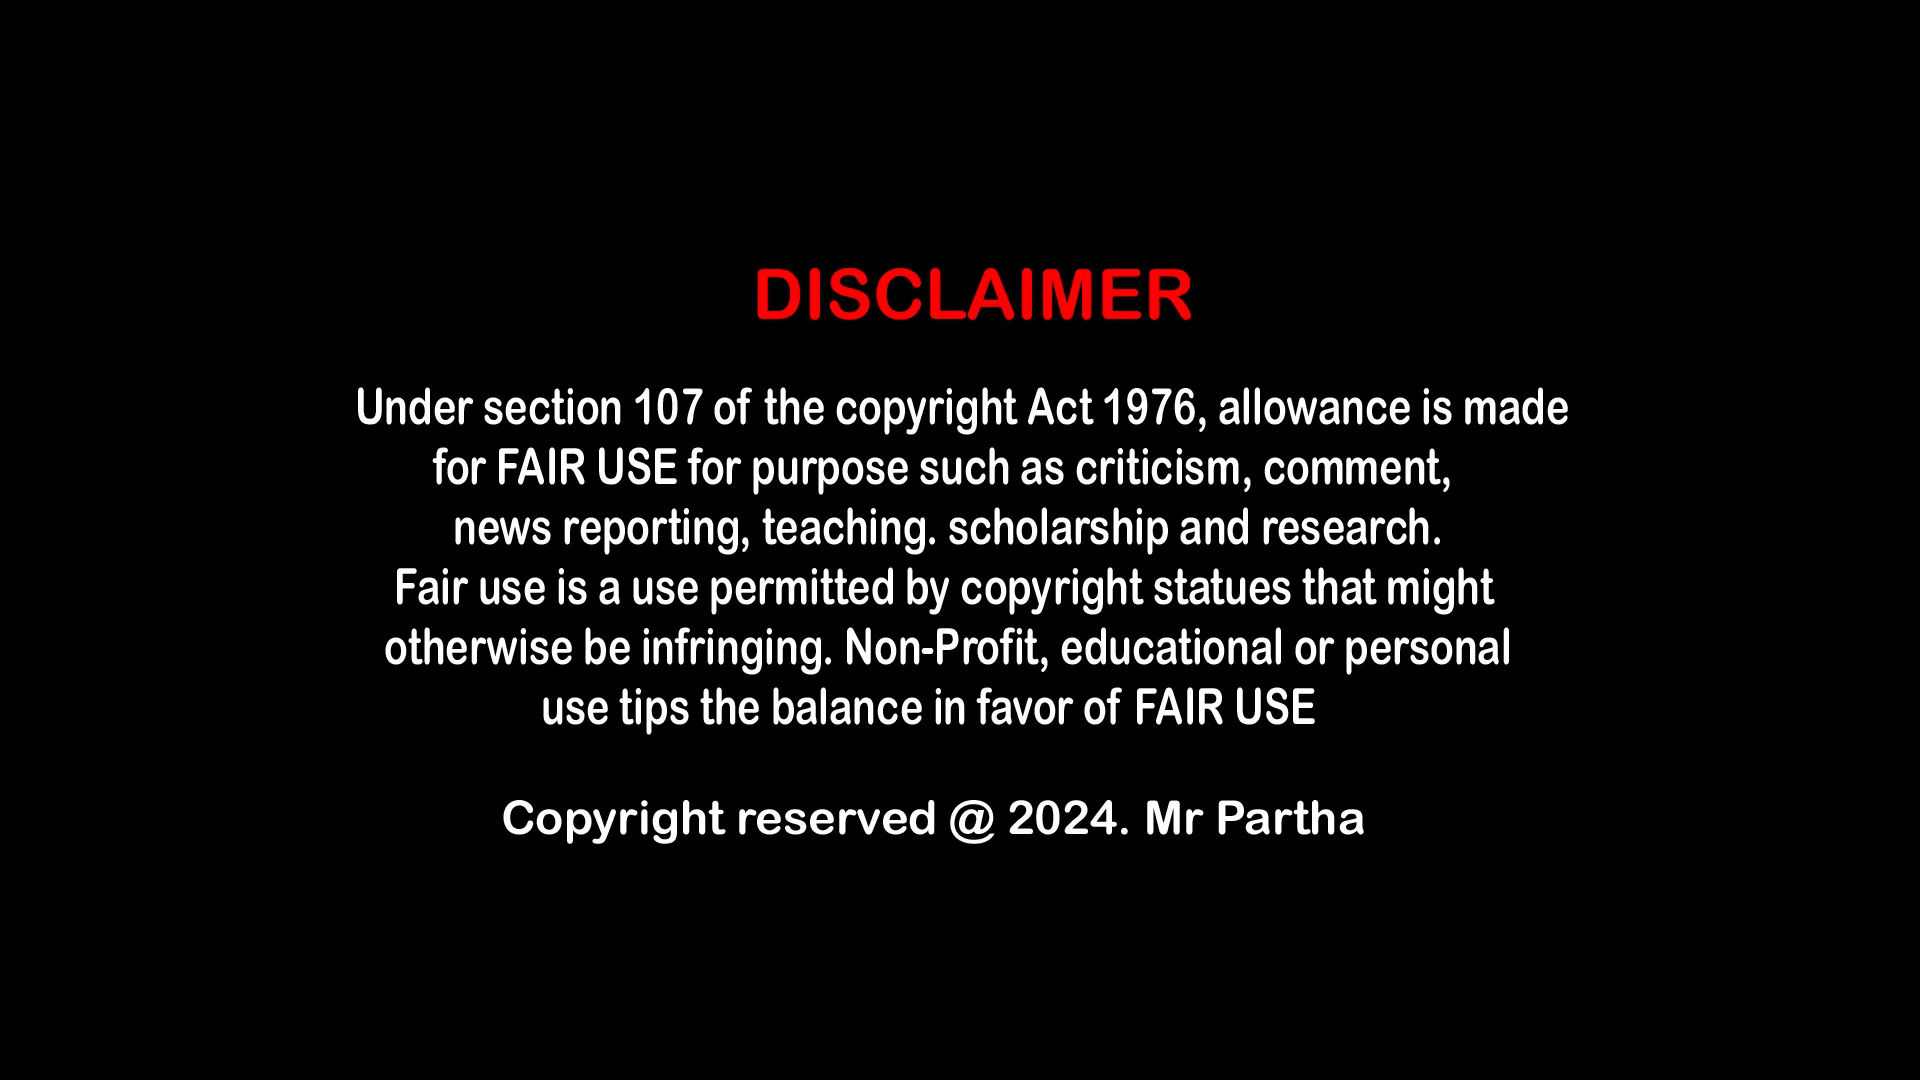 DISCLAIMER
Under section 107 of the copyright Act 1976, allowance is made
for FAIR USE for purpose such as criticism, comment,
news reporting, teaching. scholarship and research.
Fair use is a use permitted by copyright statues that might
otherwise be infringing. Non-Profit, educational or personal
use tips the balance in favor of FAIR USE
Copyright reserved @ 2024. Mr Partha